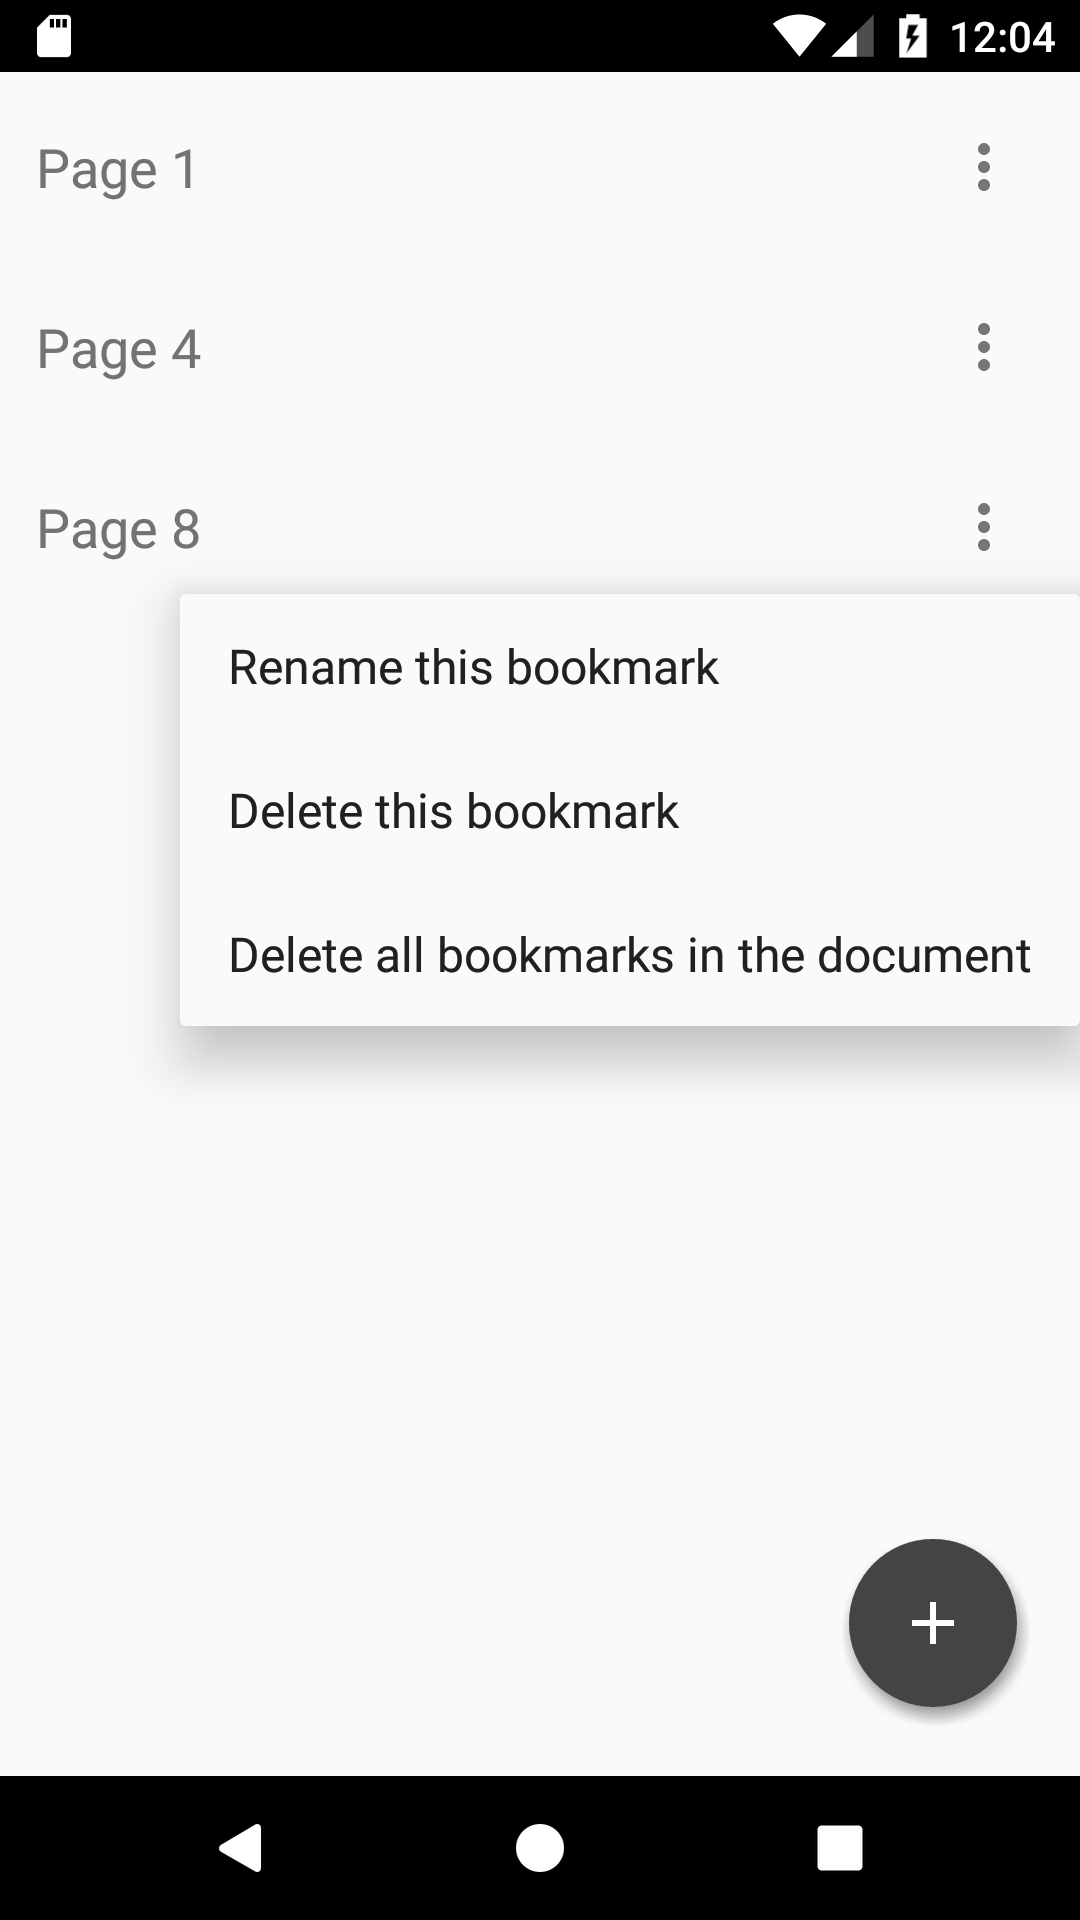 12:04
Page 1
Page 4
Page 8
Rename this bookmark
Delete this bookmark
Delete all bookmarks in the document